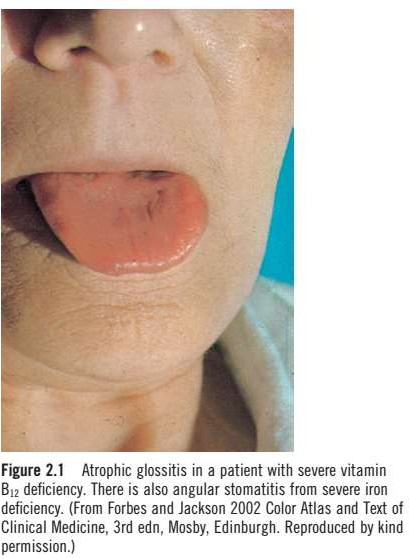 Figure 2.1 Atrophic glossitis in a patient with severe vitamin
B12 deficiency. There is also angular stomatitis from severe iron
deficiency. (From Forbes and Jackson 2002 Color Atlas and Text of
Clinical Medicine, 3rd edn, Mosby, Edinburgh. Reproduced by kind
permission.)